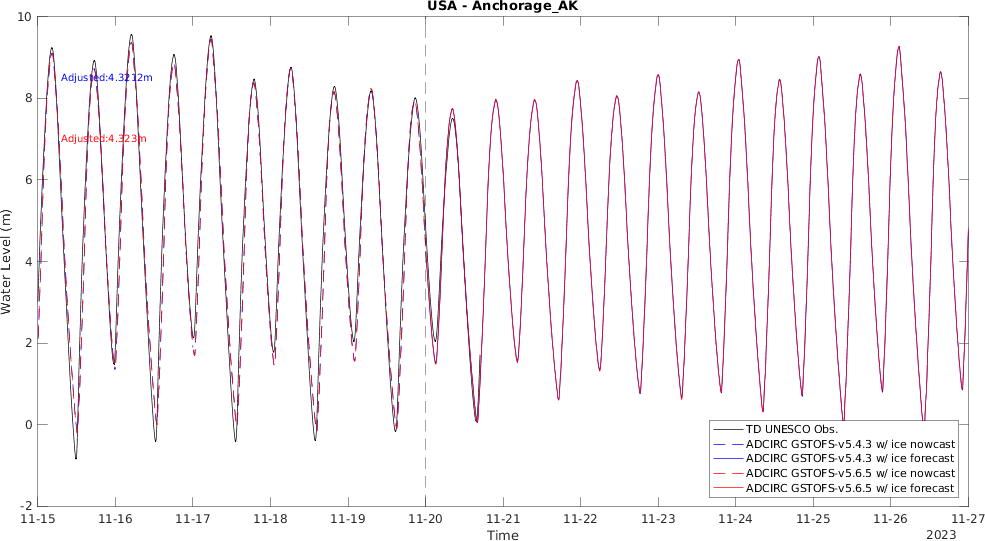 USA - Anchorage_AK
10
8
6
4
2
0
-2
Water Level (m)
Adjusted:4.3212m
Adjusted:4.323m
TD UNESCO Obs.
ADCIRC GSTOFS-v5.4.3 w/ ice nowcast
ADCIRC GSTOFS-v5.4.3 w/ ice forecast
ADCIRC GSTOFS-v5.6.5 w/ ice nowcast
ADCIRC GSTOFS-v5.6.5 w/ ice forecast
11-15 11-16 11-17 11-18 11-19 11-20 11-21 11-22 11-23 11-24 11-25 11-26 11-27
Time
2023